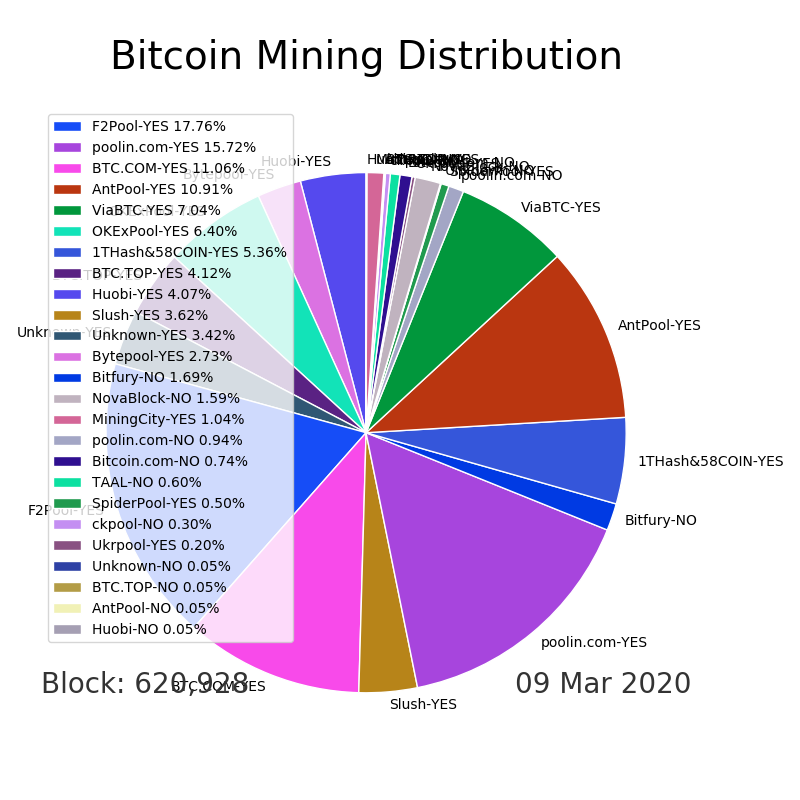 Bitcoin Mining Distribution
F2Pool-YES 17.76%
poolin.com-YES 15.72%
BTC.COM-YES 11.06%
AntPool-YES 10.91%
ViaBTC-YES 7.04%
OKExPool-YES 6.40%
1THash&58COIN-YES 5.36%
BTC.TOP-YES 4.12%
Huobi-YES 4.07%
Slush-YES 3.62%
Unknown-YES 3.42%
Bytepool-YES 2.73%
Bitfury-NO 1.69%
NovaBlock-NO 1.59%
MiningCity-YES 1.04%
poolin.com-NO 0.94%
Bitcoin.com-NO 0.74%
TAAL-NO 0.60%
SpiderPool-YES 0.50%
ckpool-NO 0.30%
Ukrpool-YES 0.20%
Unknown-NO 0.05%
BTC.TOP-NO 0.05%
AntPool-NO 0.05%
Huobi-NO 0.05%
Huobi-YES
Bytepool-YES
Unknown-YES
F2Pool-YES
BTC.COM-YES
Slush-YES
poolin.com-YES
Bitfury-NO
1THash&58COIN-YES
AntPool-YES
ViaBTC-YES
poolin.com-NO
Block: 620,928
09 Mar 2020